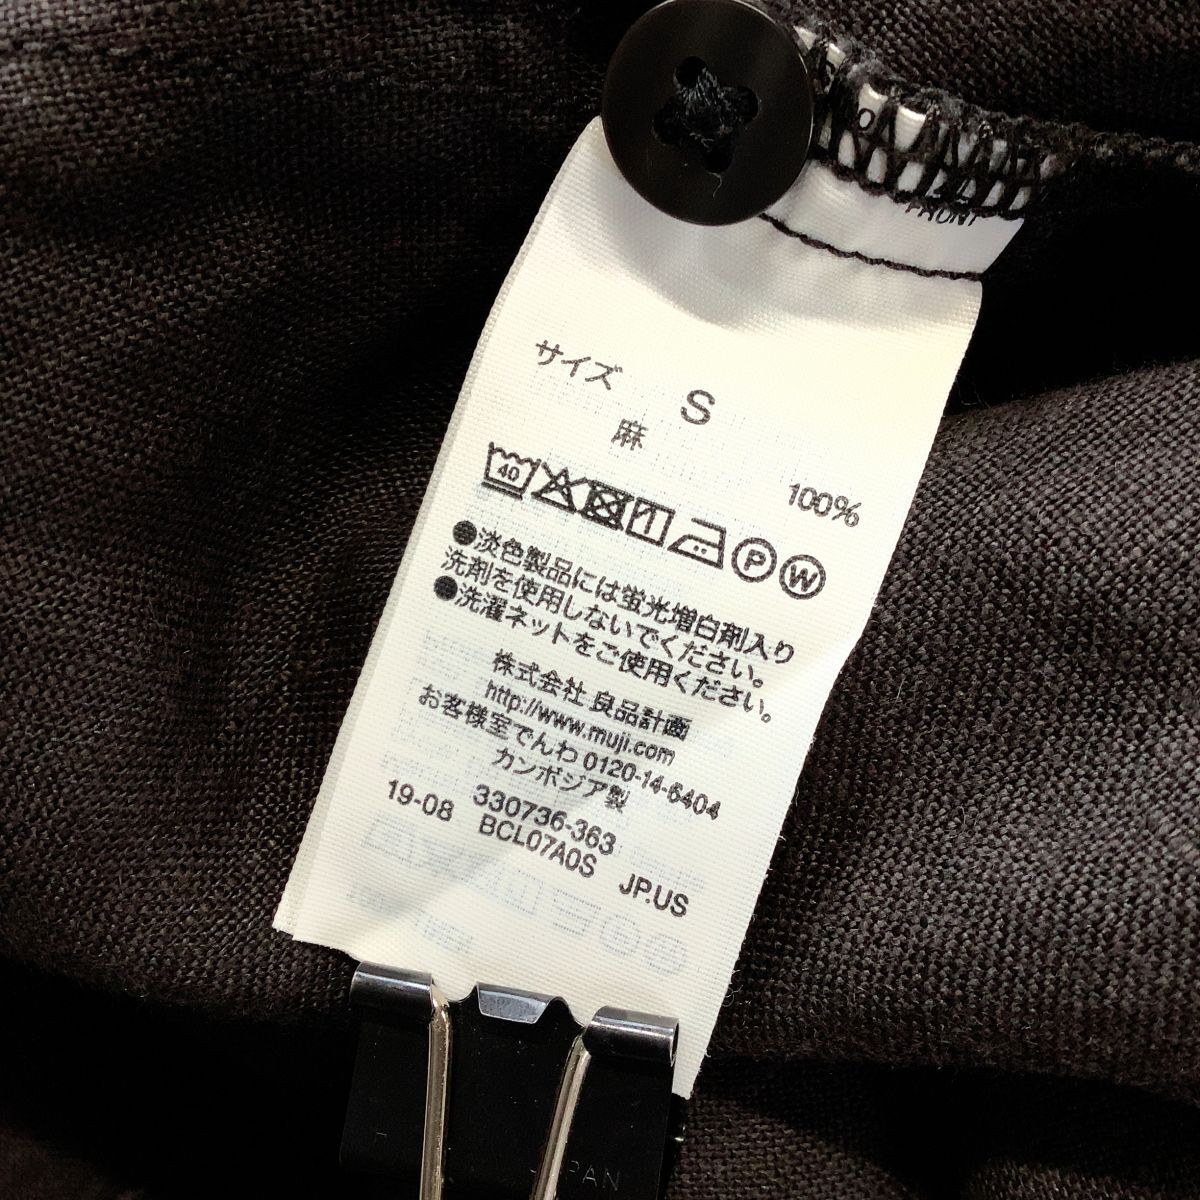 FRONT
サイズ S
麻 100%
40
P W
●淡色製品には蛍光増白剤入り
洗剤を使用しないでください。
●洗濯ネットをご使用ください。
株式会社 良品計画
http://www.muji.com
お客様室でんわ 0120-14-6404
カンボジア製
330736-363
19-08 BCL07A0S JP.US
JAPAN